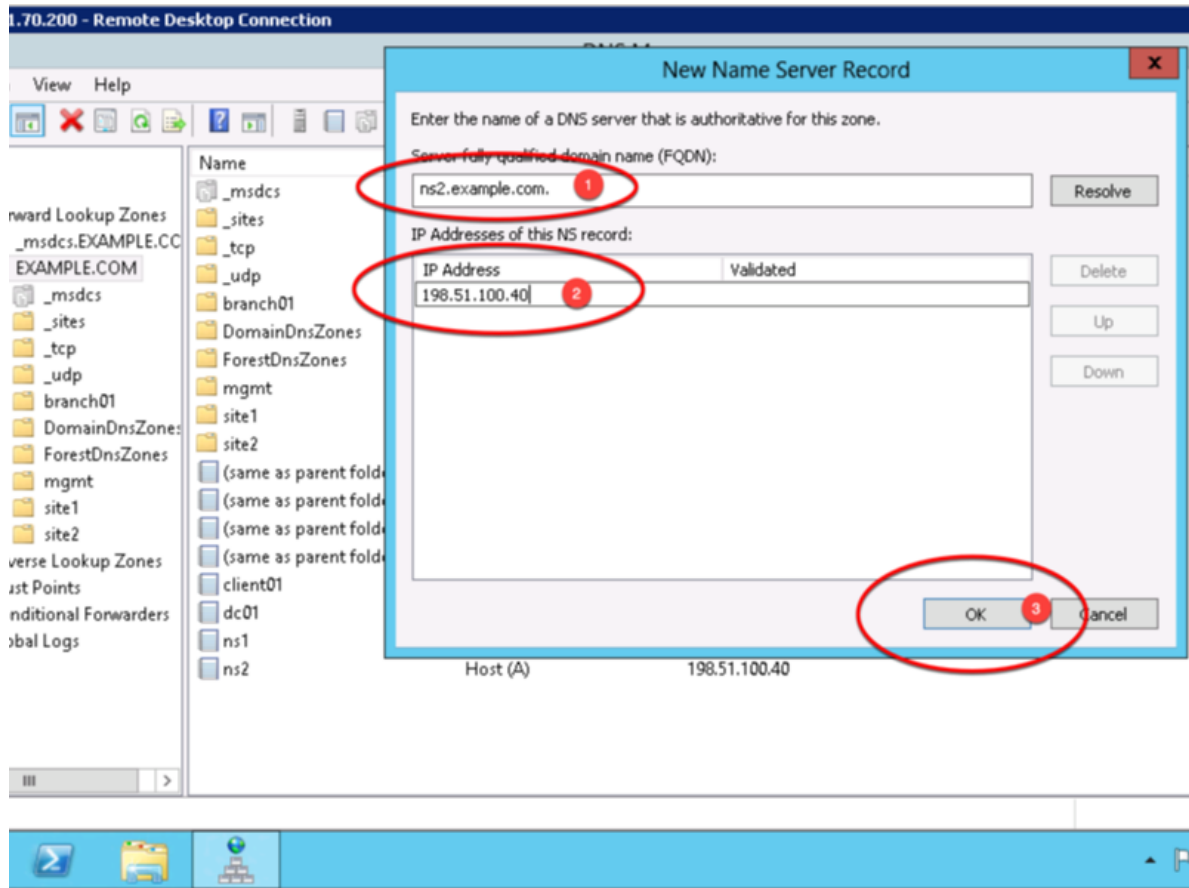 1.70.200 - Remote Desktop Connection
View Help
New Name Server Record
x
Enter the name of a DNS server that is authoritative for this zone.
Server fully qualified domain name (FQDN):
ns2.example.com.
1
Resolve
IP Addresses of this NS record:
IP Address Validated
198.51.100.40
2
Delete
Up
Down
OK
3
Cancel
rward Lookup Zones
_msdcs.EXAMPLE.CC
EXAMPLE.COM
_msdcs
_sites
_tcp
_udp
branch01
DomainDnsZones
ForestDnsZones
mgmt
site1
site2
verse Lookup Zones
ust Points
nditional Forwarders
obal Logs
Name
_msdcs
_sites
_tcp
_udp
branch01
DomainDnsZones
ForestDnsZones
mgmt
site1
site2
(same as parent folde
(same as parent folde
(same as parent folde
(same as parent folde
client01
dc01
ns1
ns2 Host (A) 198.51.100.40